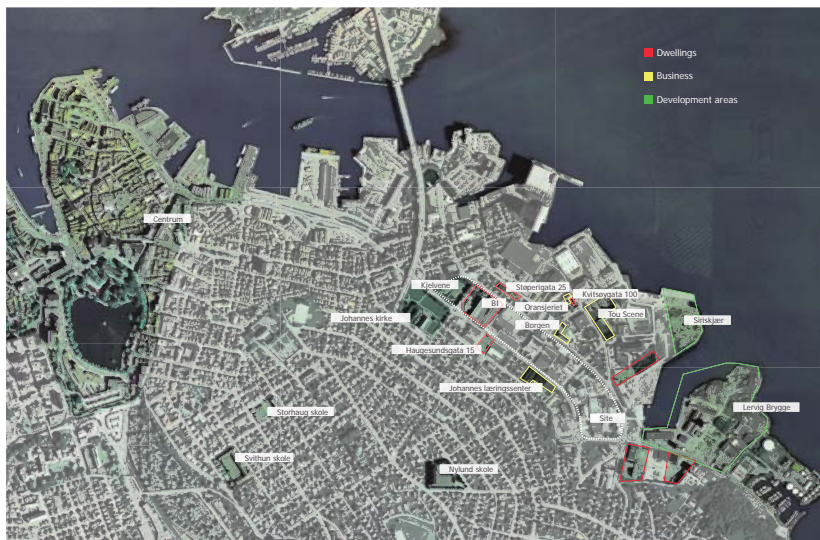 Dwellings
Business
Development areas
Centrum
Kjelvene
Støperigata 25
Kvitsøygata 100
BI
Oransjeriet
Tou Scene
Siriskjær
Johannes kirke
Borgen
Haugesundsgata 15
Johannes læringssenter
Lervig Brygge
Storhaug skole
Site
Svithun skole
Nylund skole